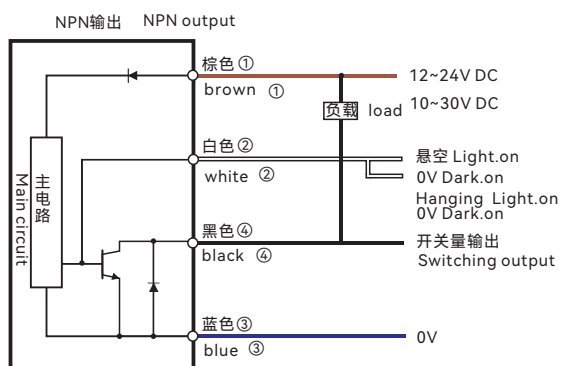 NPN输出 NPN output
棕色①
brown ①
12~24V DC
负载 load
10~30V DC
白色②
white ②
悬空 Light.on
0V Dark.on
Hanging Light.on
0V Dark.on
主电路
Main circuit
黑色④
black ④
开关量输出
Switching output
蓝色③
blue ③
0V